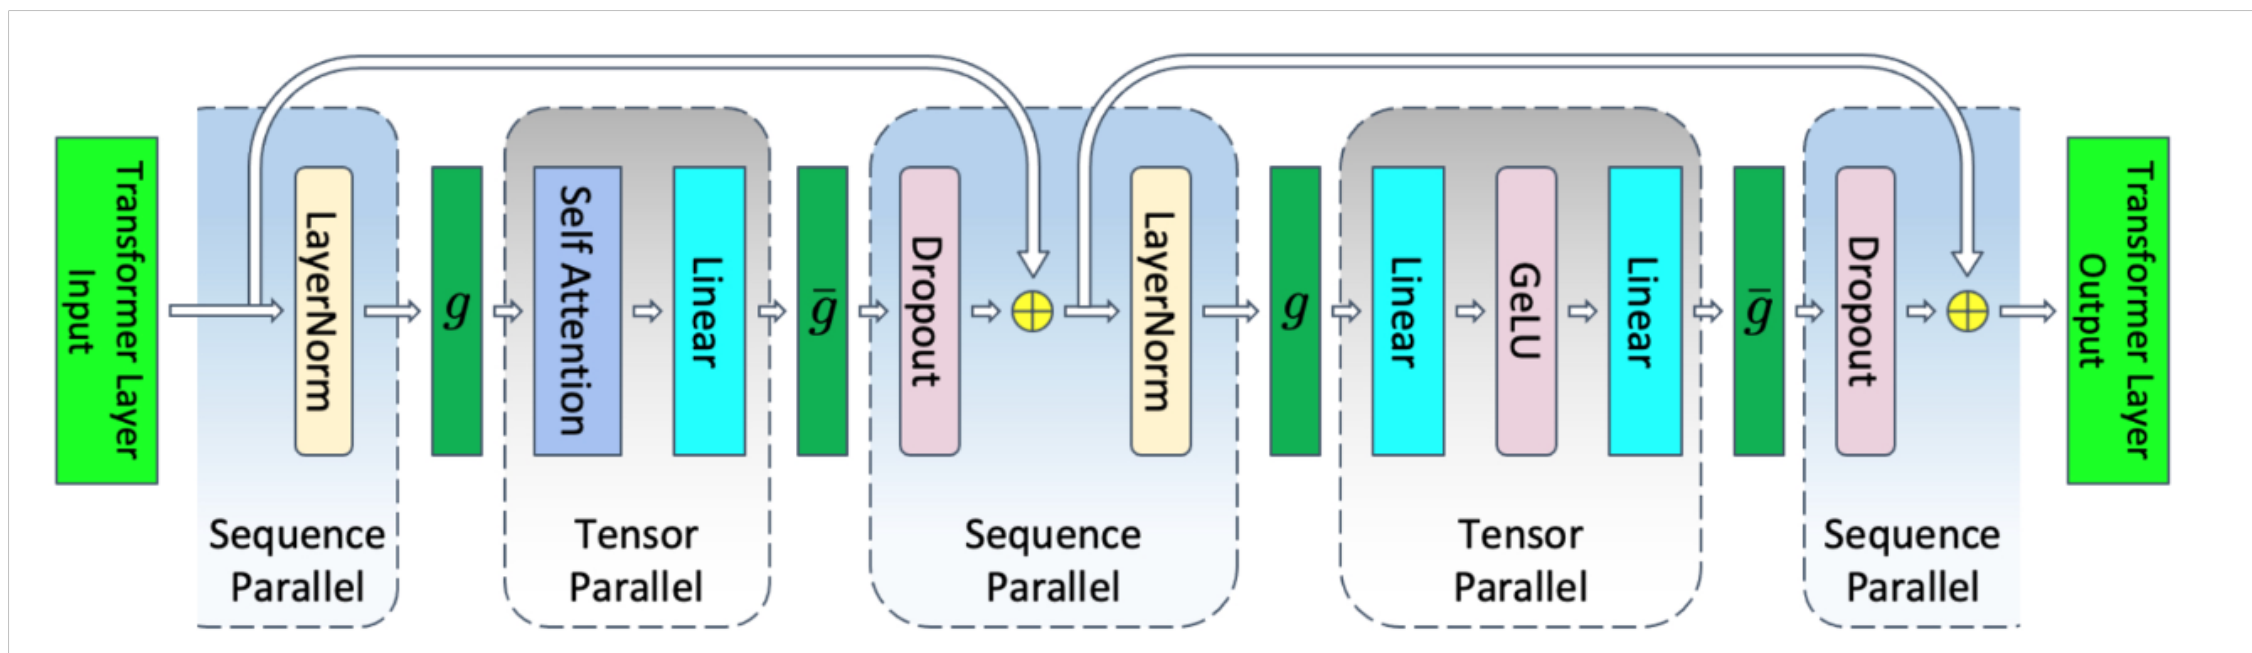 Transformer Layer
Input
LayerNorm
Sequence
Parallel
g
Self Attention
Linear
Tensor
Parallel
ḡ
Dropout
LayerNorm
Sequence
Parallel
g
Linear
GeLU
Linear
Tensor
Parallel
ḡ
Dropout
Sequence
Parallel
Transformer Layer
Output